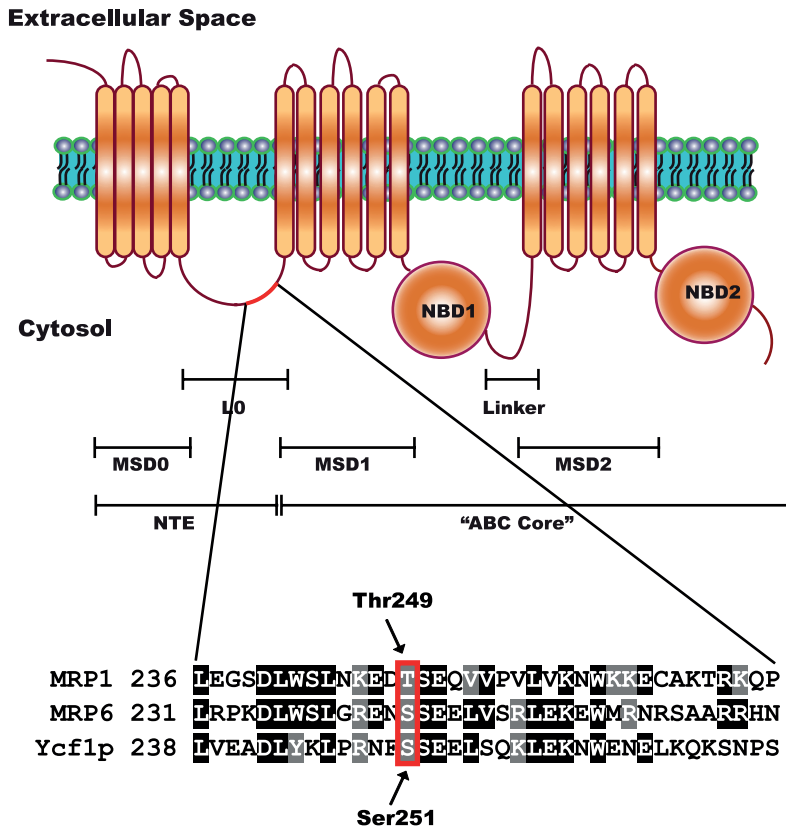 Extracellular Space
NBD1
NBD2
Cytosol
L0
Linker
MSD0
MSD1
MSD2
NTE
“ABC Core”
Thr249
MRP1 236 LEGSDLWSLNKEDTSEQVVPVLVKNWKKECAKTRKQP
MRP6 231 LRPKDLWSLGRENSSEELVSRLEKEWMRNRSAARRHN
Ycf1p 238 LVEADLYKLPRNFSSEELSQKLEKNWENELKQKSNPS
Ser251